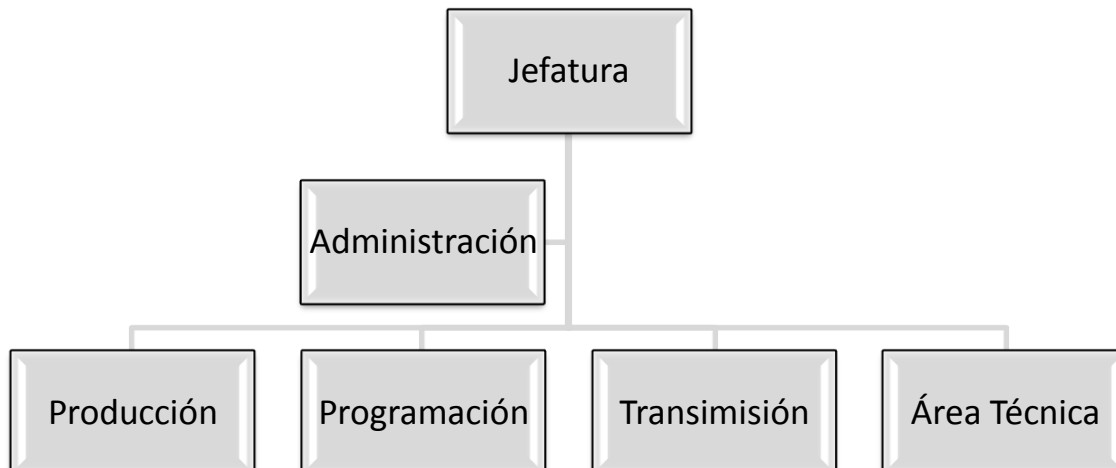 Jefatura
Administración
Producción
Programación
Transimisión
Área Técnica